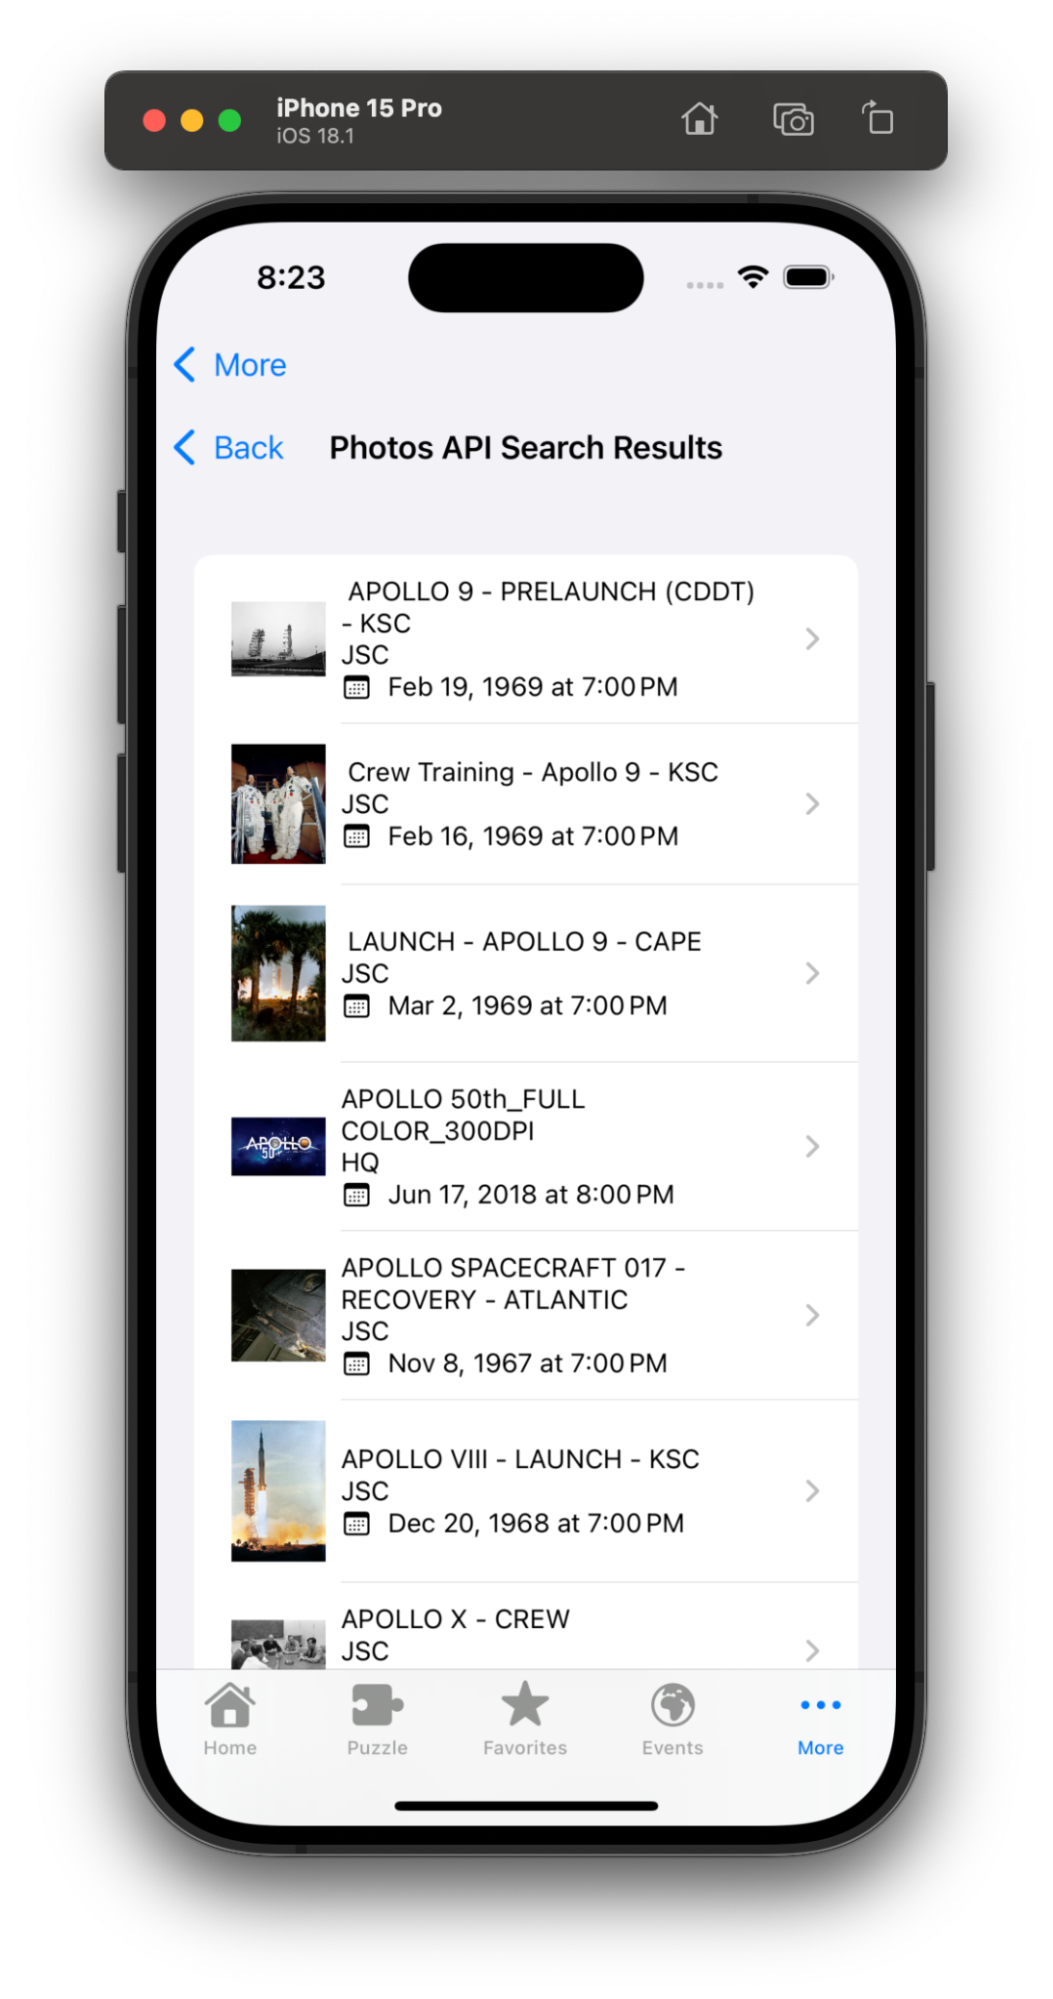 iPhone 15 Pro
iOS 18.1
8:23
More
Back
Photos API Search Results
APOLLO 9 - PRELAUNCH (CDDT)
- KSC
JSC
Feb 19, 1969 at 7:00 PM
Crew Training - Apollo 9 - KSC
JSC
Feb 16, 1969 at 7:00 PM
LAUNCH - APOLLO 9 - CAPE
JSC
Mar 2, 1969 at 7:00 PM
APOLLO
50
APOLLO 50th_FULL
COLOR_300DPI
HQ
Jun 17, 2018 at 8:00 PM
APOLLO SPACECRAFT 017 -
RECOVERY - ATLANTIC
JSC
Nov 8, 1967 at 7:00 PM
APOLLO VIII - LAUNCH - KSC
JSC
Dec 20, 1968 at 7:00 PM
APOLLO X - CREW
JSC
Home
Puzzle
Favorites
Events
More